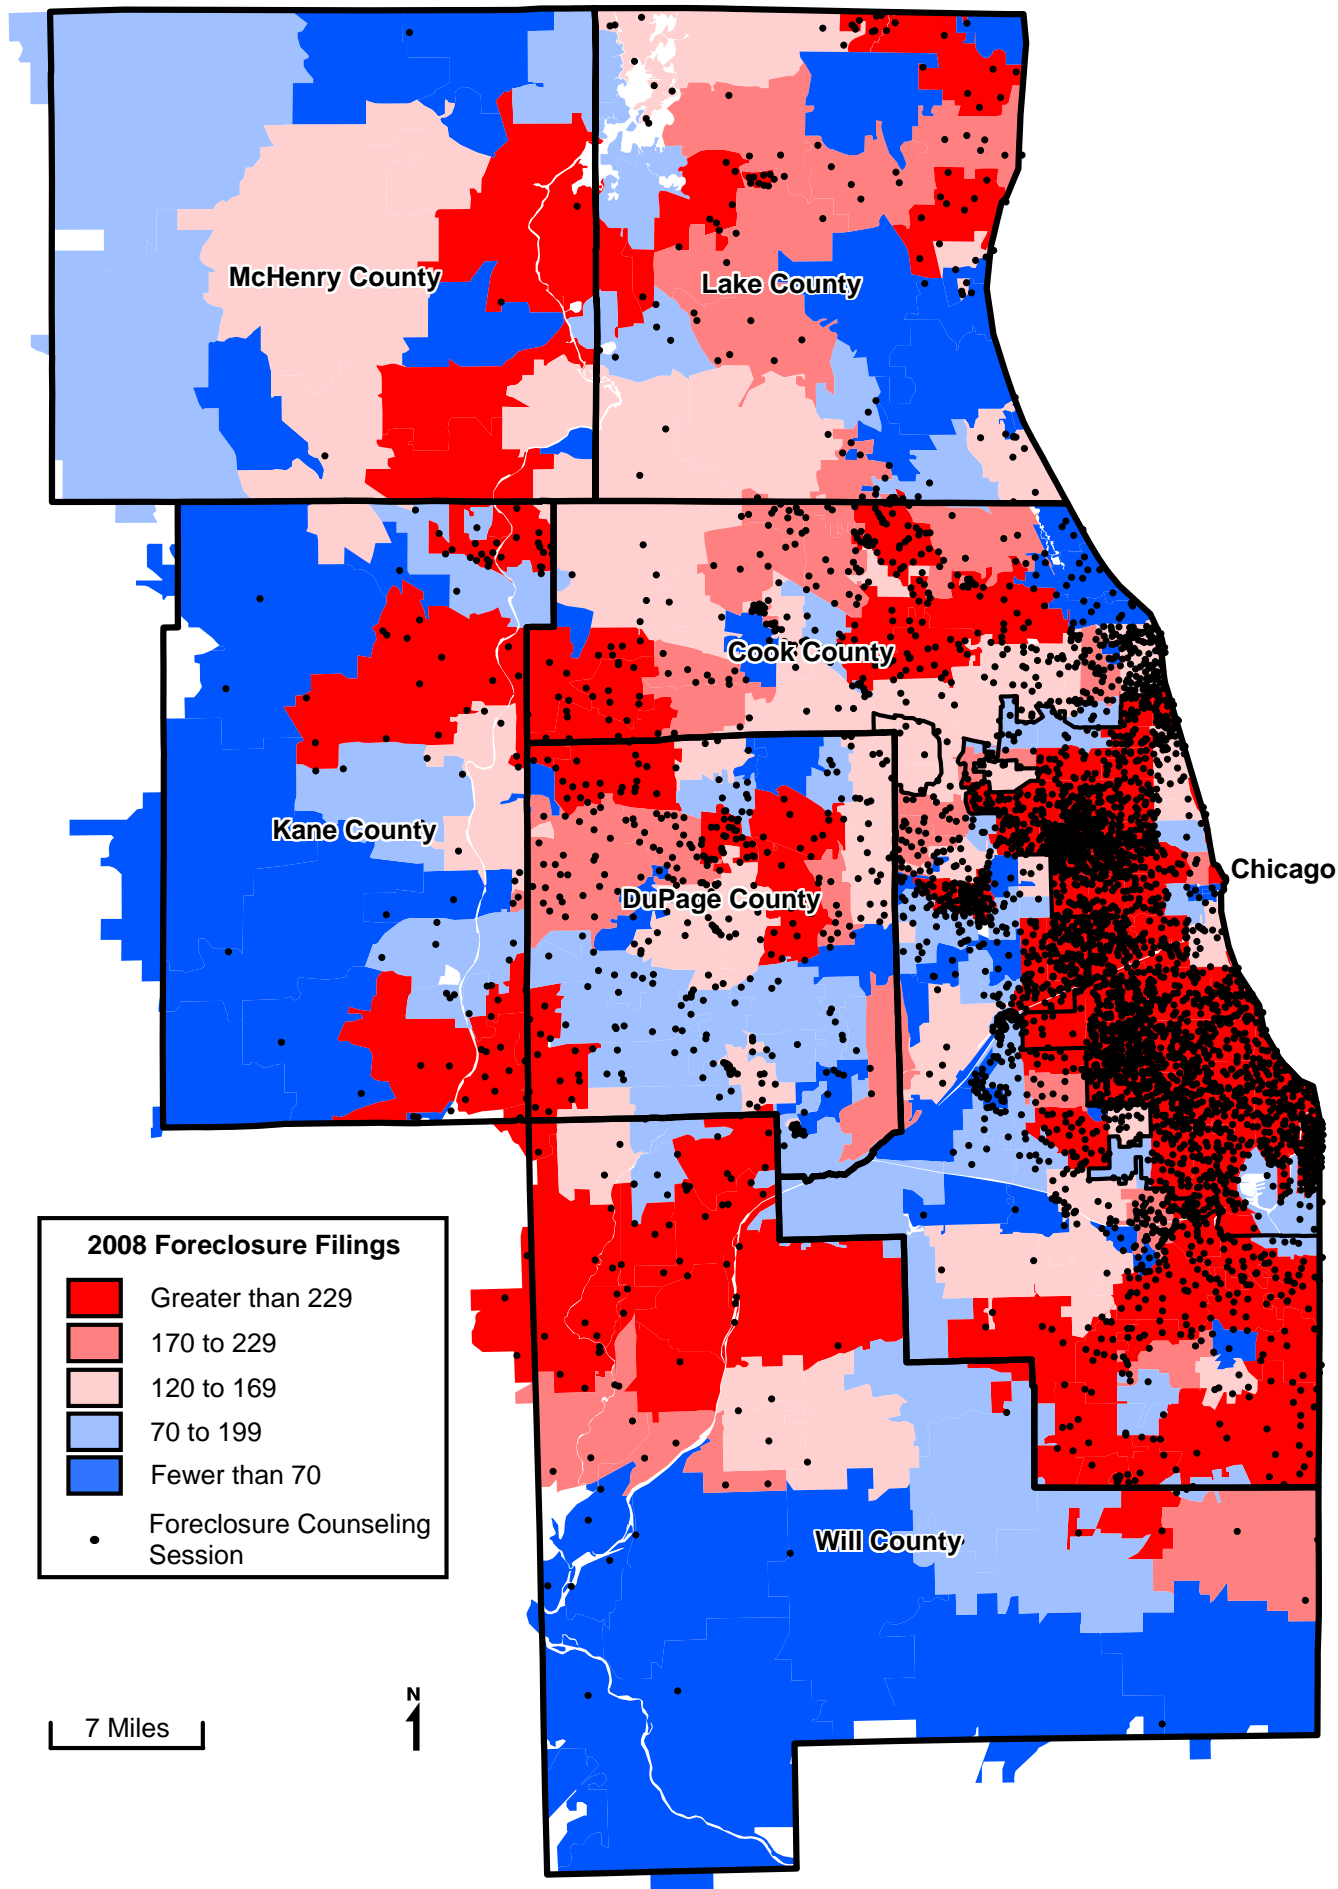 McHenry County
Lake County
Cook County
Kane County
DuPage County
Chicago
2008 Foreclosure Filings
Greater than 229
170 to 229
120 to 169
70 to 199
Fewer than 70
Foreclosure Counseling
Session
Will County
7 Miles
N